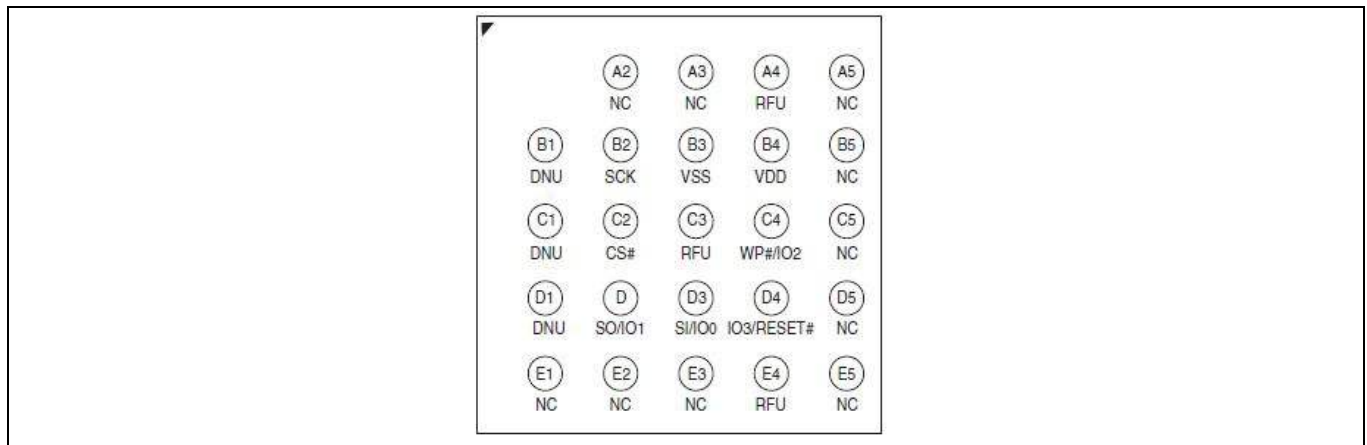 A2 A3 A4 A5
NC NC RFU NC
B1 B2 B3 B4 B5
DNU SCK VSS VDD NC
C1 C2 C3 C4 C5
DNU CS# RFU WP#/IO2 NC
D1 D D3 D4 D5
DNU SO/IO1 SI/IO0 IO3/RESET# NC
E1 E2 E3 E4 E5
NC NC NC RFU NC